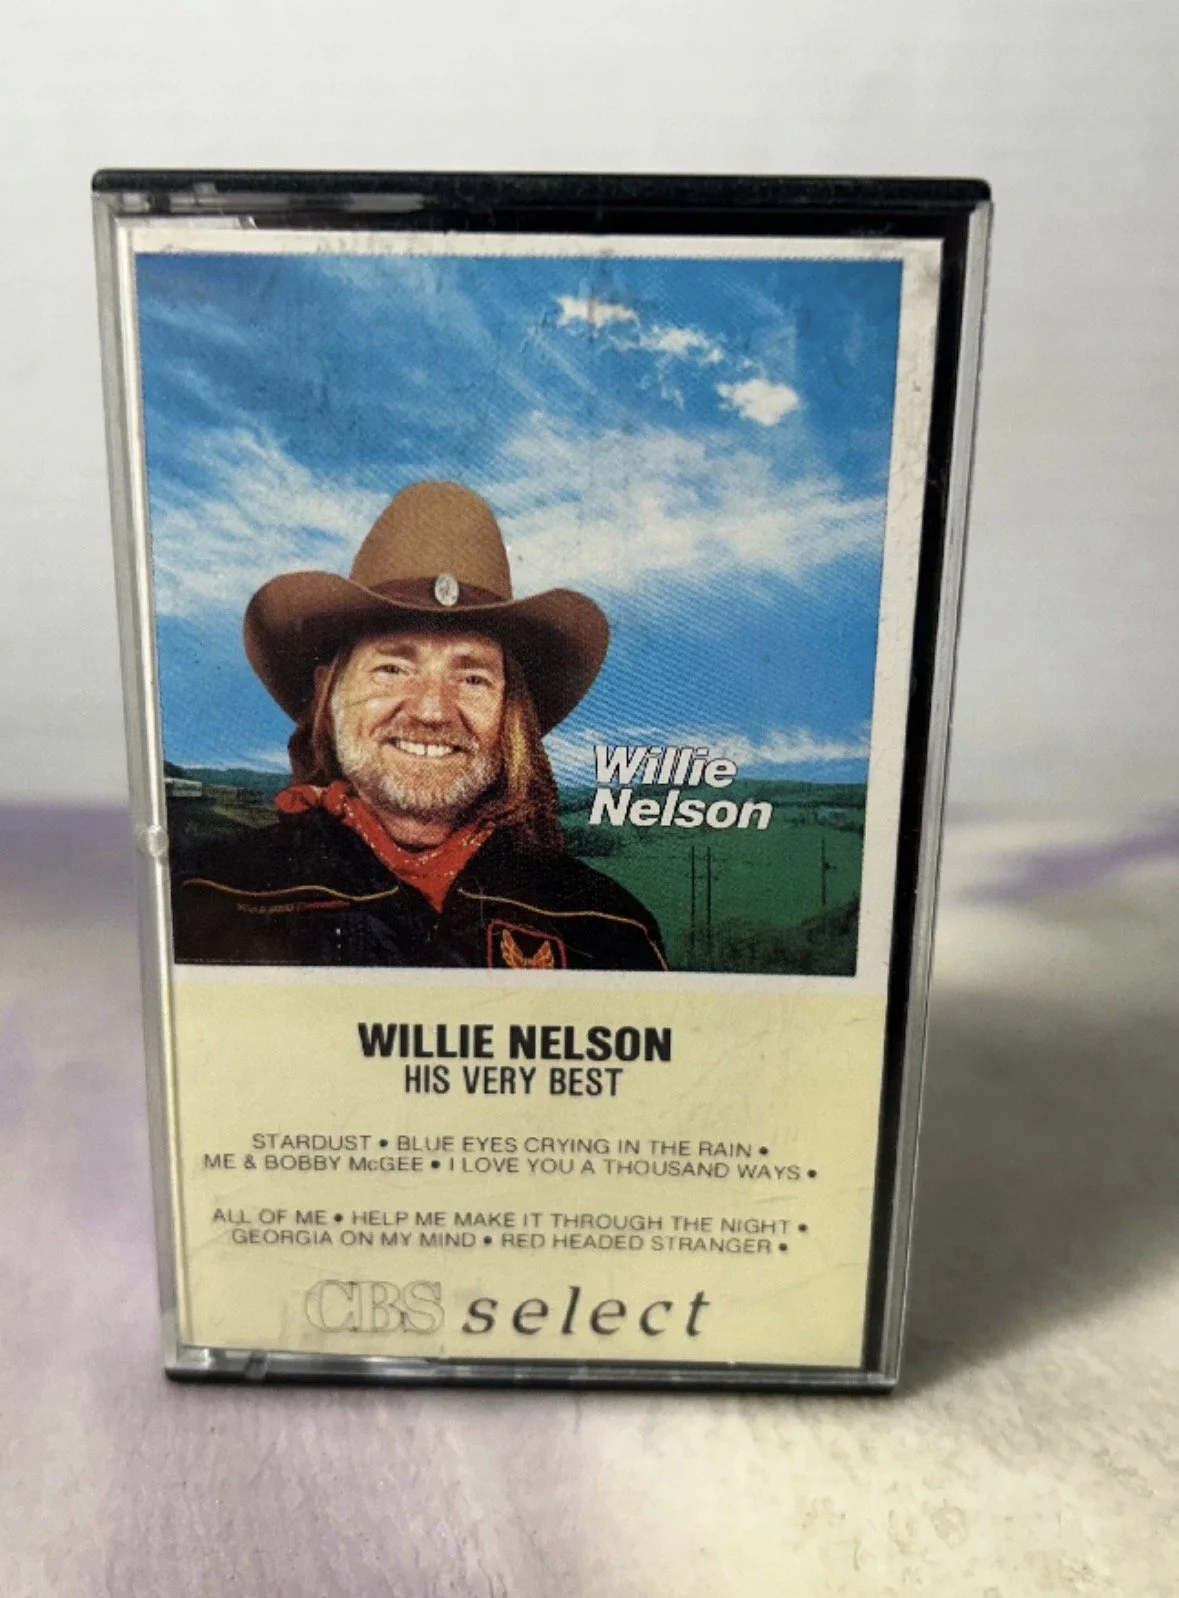 Willie
Nelson
WILLIE NELSON
HIS VERY BEST
STARDUST • BLUE EYES CRYING IN THE RAIN •
ME & BOBBY McGEE • I LOVE YOU A THOUSAND WAYS •
ALL OF ME • HELP ME MAKE IT THROUGH THE NIGHT •
GEORGIA ON MY MIND • RED HEADED STRANGER •
CBS select